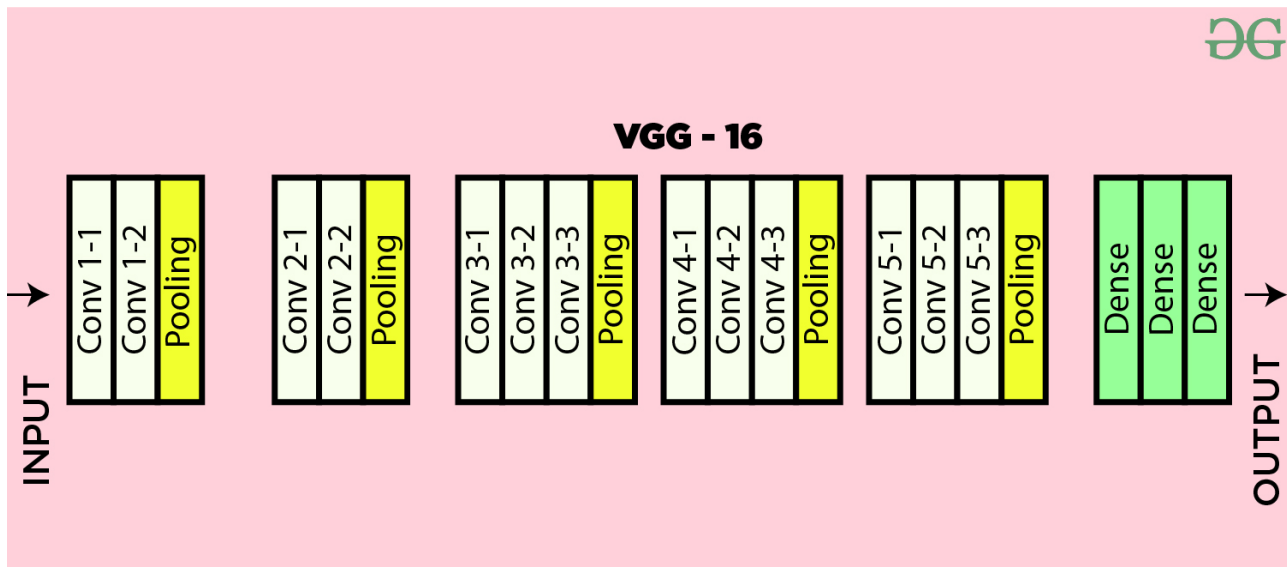 VGG - 16
INPUT
Conv 1-1
Conv 1-2
Pooling
Conv 2-1
Conv 2-2
Pooling
Conv 3-1
Conv 3-2
Conv 3-3
Pooling
Conv 4-1
Conv 4-2
Conv 4-3
Pooling
Conv 5-1
Conv 5-2
Conv 5-3
Pooling
Dense
Dense
Dense
OUTPUT